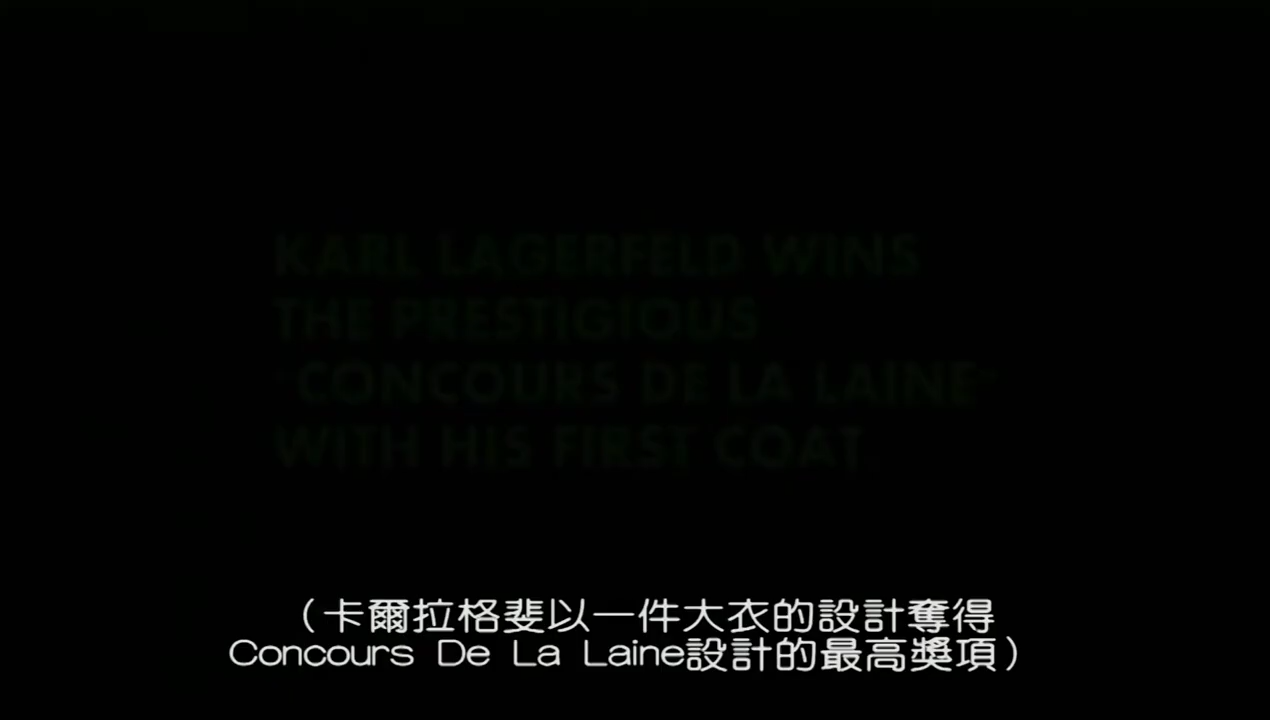 KARL LAGERFELD WINS
THE PRESTIGIOUS
"CONCOURS DE LA LAINE"
WITH HIS FIRST COAT
（卡爾拉格斐以一件大衣的設計奪得
Concours De La Laine設計的最高獎項）